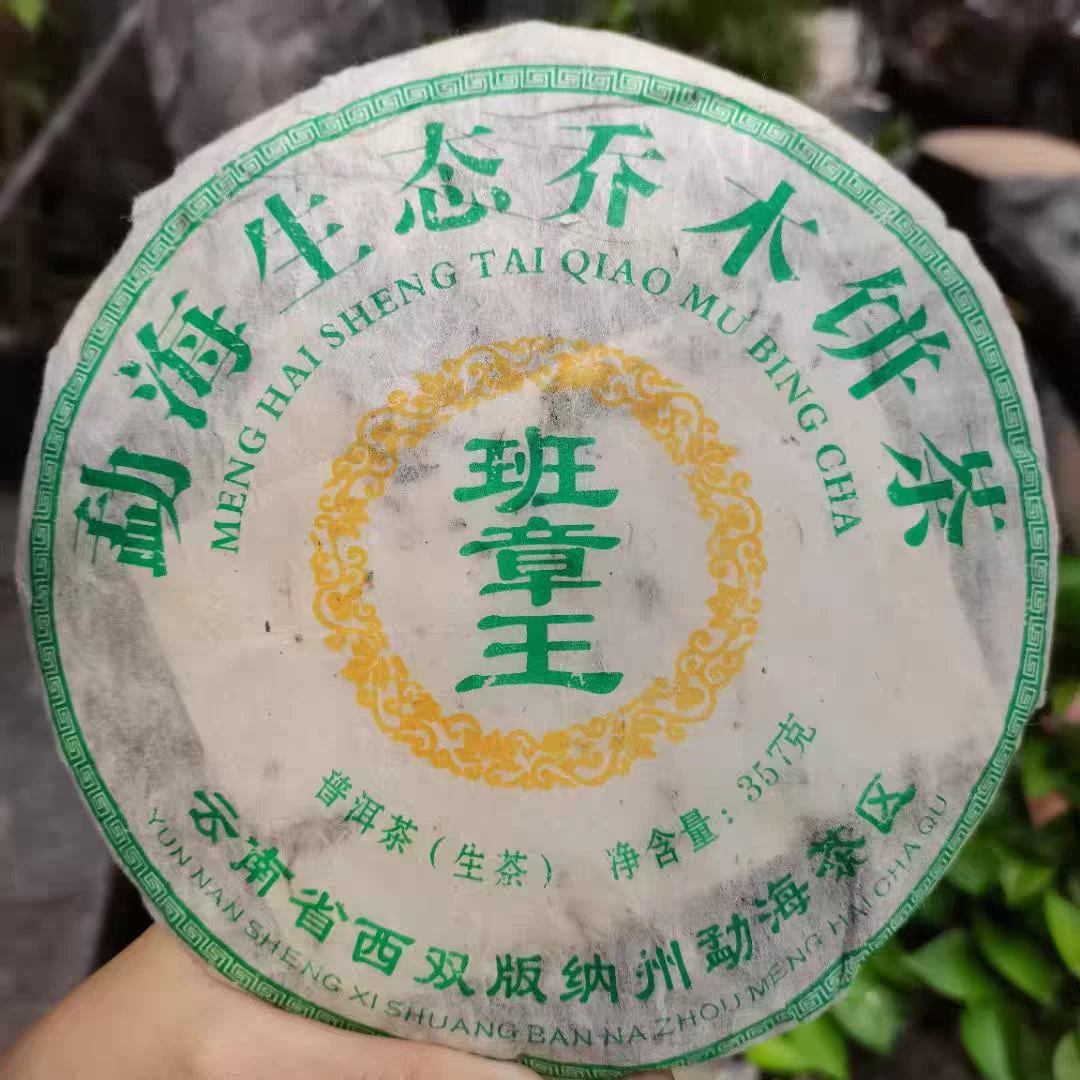 勐海生态乔木饼茶
MENG HAI SHENG TAI QIAO MU BING CHA
班章王
普洱茶(生茶) 净含量:357克
云南省西双版纳州勐海茶区
YUN NAN SHENG XI SHUANG BAN NA ZHOU MENG HAI CHA QU